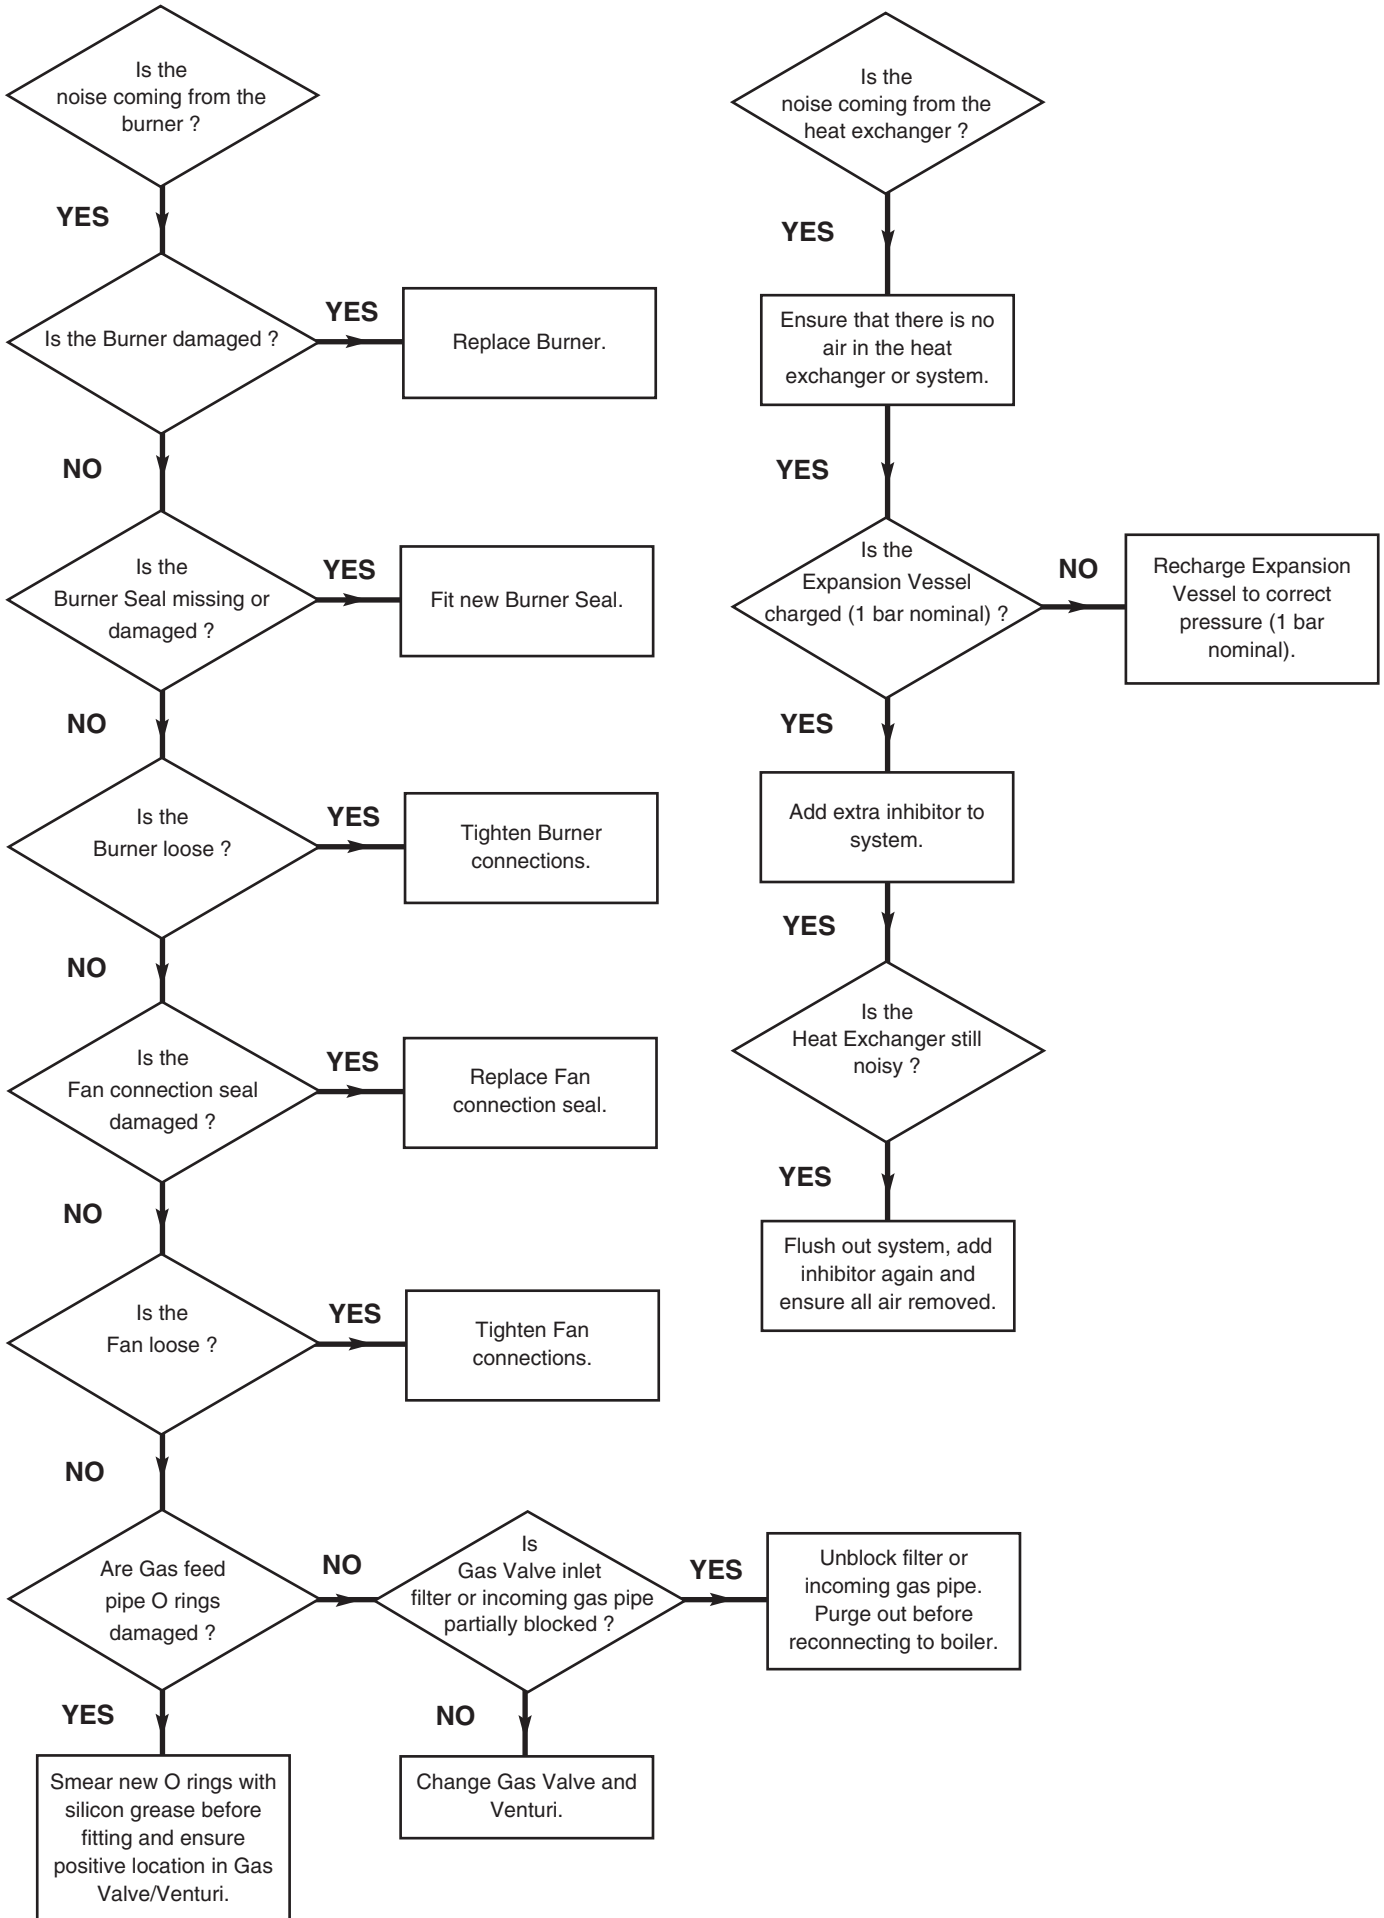 Is the
noise coming from the
burner ?
YES
Is the Burner damaged ?
YES
Replace Burner.
NO
Is the
Burner Seal missing or
damaged ?
YES
Fit new Burner Seal.
NO
Is the
Burner loose ?
YES
Tighten Burner
connections.
NO
Is the
Fan connection seal
damaged ?
YES
Replace Fan
connection seal.
NO
Is the
Fan loose ?
YES
Tighten Fan
connections.
NO
Are Gas feed
pipe O rings
damaged ?
NO
Is
Gas Valve inlet
filter or incoming gas pipe
partially blocked ?
YES
Unblock filter or
incoming gas pipe.
Purge out before
reconnecting to boiler.
YES
Smear new O rings with
silicon grease before
fitting and ensure
positive location in Gas
Valve/Venturi.
NO
Change Gas Valve and
Venturi.
Is the
noise coming from the
heat exchanger ?
YES
Ensure that there is no
air in the heat
exchanger or system.
YES
Is the
Expansion Vessel
charged (1 bar nominal) ?
NO
Recharge Expansion
Vessel to correct
pressure (1 bar
nominal).
YES
Add extra inhibitor to
system.
YES
Is the
Heat Exchanger still
noisy ?
YES
Flush out system, add
inhibitor again and
ensure all air removed.